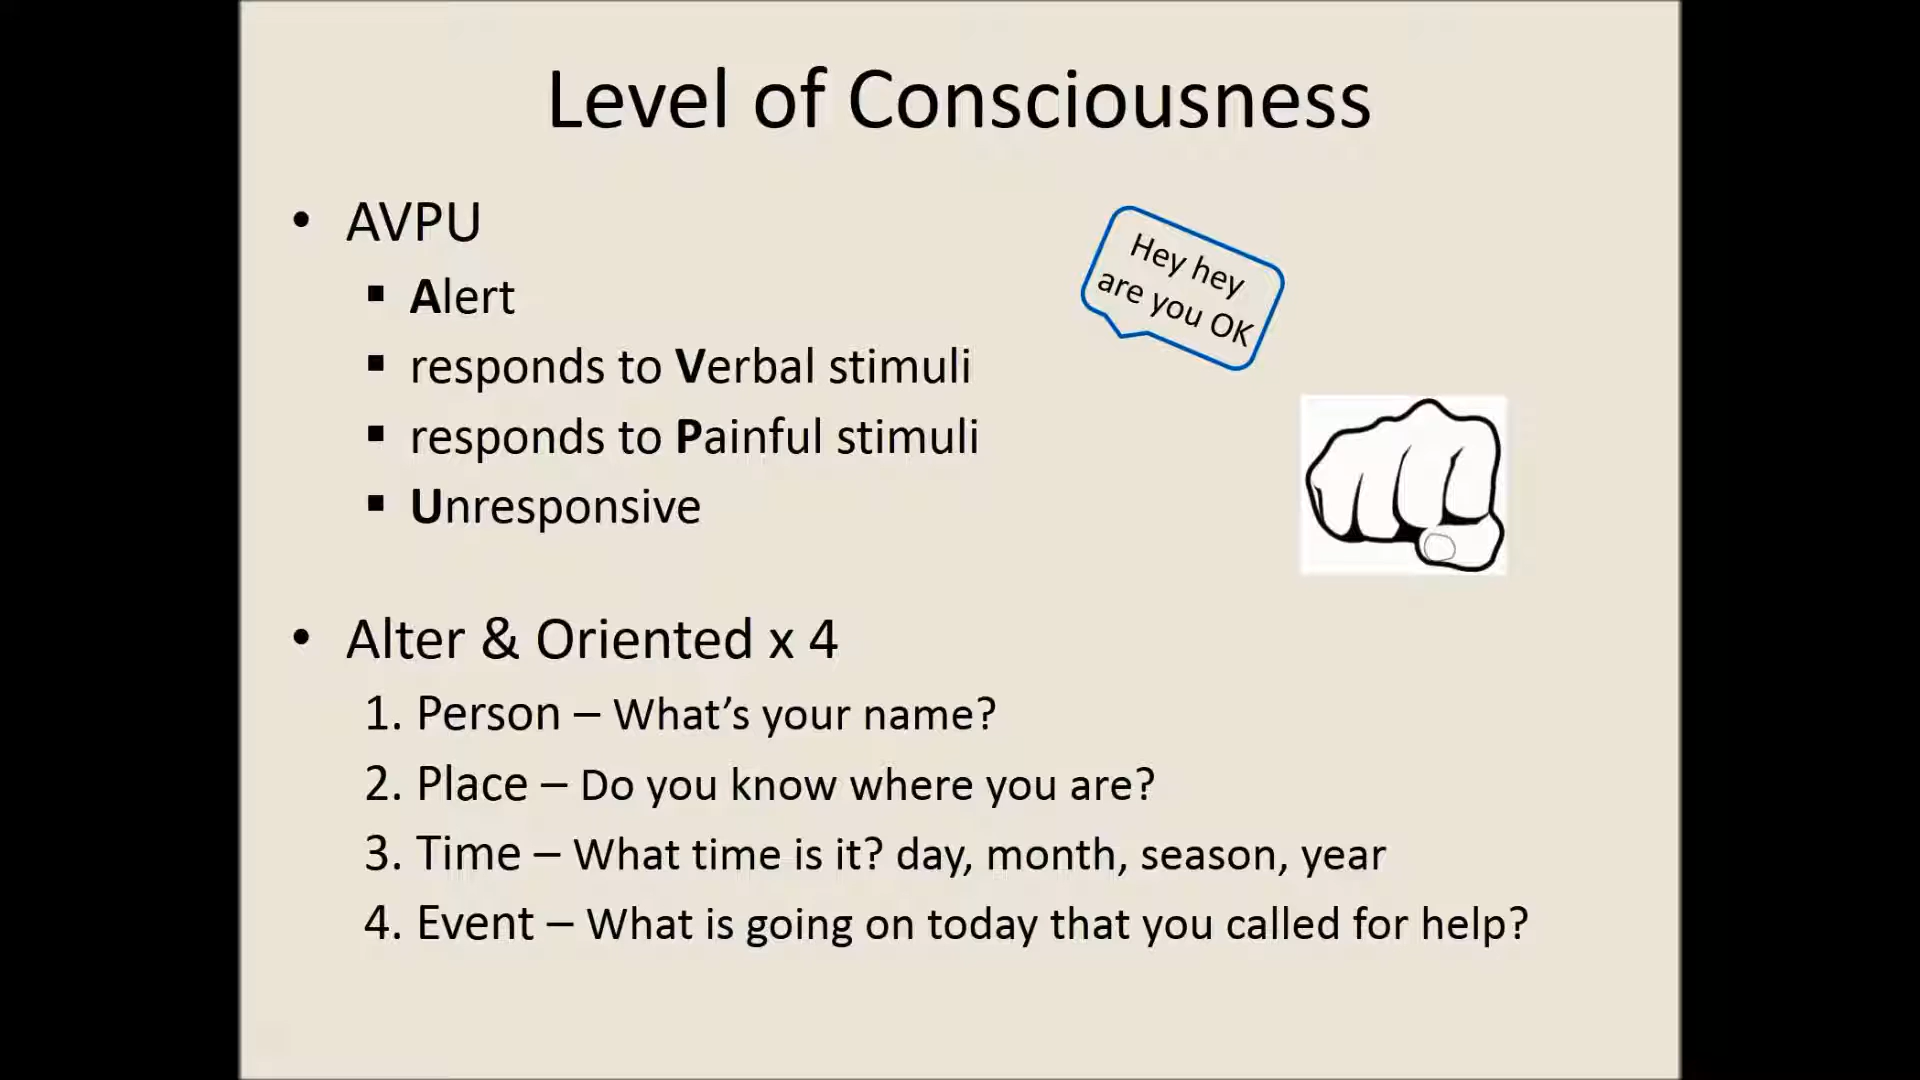 Level of Consciousness
• AVPU
▪ Alert
▪ responds to Verbal stimuli
▪ responds to Painful stimuli
▪ Unresponsive
Hey hey
are you OK
• Alter & Oriented x 4
1. Person – What’s your name?
2. Place – Do you know where you are?
3. Time – What time is it? day, month, season, year
4. Event – What is going on today that you called for help?